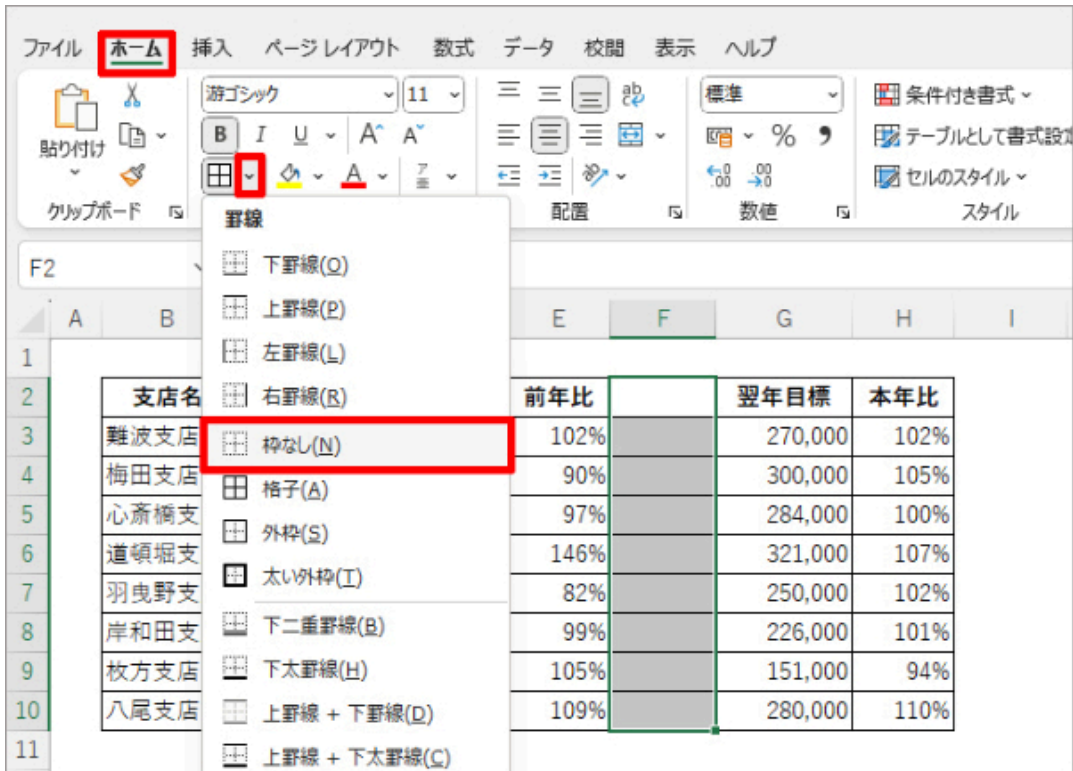 ファイル ホーム 挿入 ページ レイアウト 数式 データ 校閲 表示 ヘルプ
游ゴシック 11 ab 標準 条件付き書式
貼り付け B I U A A % 9 テーブルとして書式設定
A ア亜 .00 .00 セルのスタイル
クリップボード 配置 数値 スタイル
罫線
F2
下罫線(O)
上罫線(P)
左罫線(L)
右罫線(R)
枠なし(N)
格子(A)
外枠(S)
太い外枠(T)
下二重罫線(B)
下太罫線(H)
上罫線 + 下罫線(D)
上罫線 + 下太罫線(C)
A B E F G H I
1
2 支店名 前年比 翌年目標 本年比
3 難波支店 102% 270,000 102%
4 梅田支店 90% 300,000 105%
5 心斎橋支 97% 284,000 100%
6 道頓堀支 146% 321,000 107%
7 羽曳野支 82% 250,000 102%
8 岸和田支 99% 226,000 101%
9 枚方支店 105% 151,000 94%
10 八尾支店 109% 280,000 110%
11